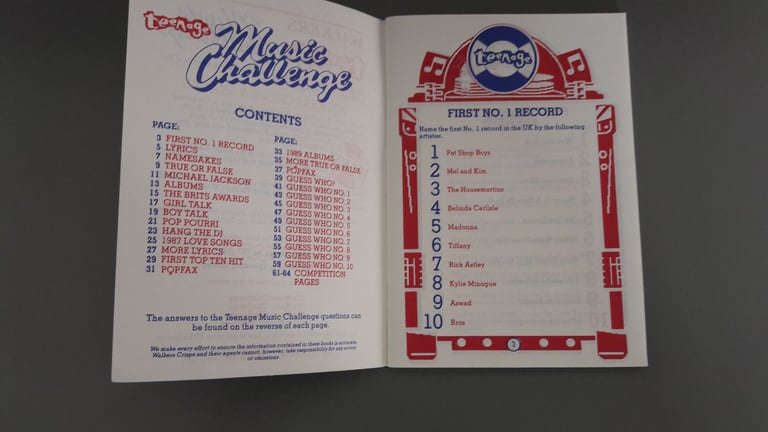 teenage
Music
Challenge
CONTENTS
PAGE:
3 FIRST NO. 1 RECORD
5 LYRICS
7 NAMESAKES
9 TRUE OR FALSE
11 MICHAEL JACKSON
13 ALBUMS
15 THE BRITS AWARDS
17 GIRL TALK
19 BOY TALK
21 POP POURRI
23 HANG THE DJ
25 1987 LOVE SONGS
27 MORE LYRICS
29 FIRST TOP TEN HIT
31 POPFAX
PAGE:
33 1989 ALBUMS
35 MORE TRUE OR FALSE
37 POPFAX
39 GUESS WHO?
41 GUESS WHO NO. 1
43 GUESS WHO NO. 2
45 GUESS WHO NO. 3
47 GUESS WHO NO. 4
49 GUESS WHO NO. 5
51 GUESS WHO NO. 6
53 GUESS WHO NO. 7
55 GUESS WHO NO. 8
57 GUESS WHO NO. 9
59 GUESS WHO NO. 10
61-64 COMPETITION
PAGES
The answers to the Teenage Music Challenge questions can
be found on the reverse of each page.
We make every effort to ensure the information contained in these books is accurate.
Walkers Crisps and their agents cannot, however, take responsibility for any errors
or omissions.
teenage
FIRST NO. 1 RECORD
Name the first No. 1 record in the UK by the following
artistes.
1 Pet Shop Boys
2 Mel and Kim
3 The Housemartins
4 Belinda Carlisle
5 Madonna
6 Tiffany
7 Rick Astley
8 Kylie Minogue
9 Aswad
10 Bros
3